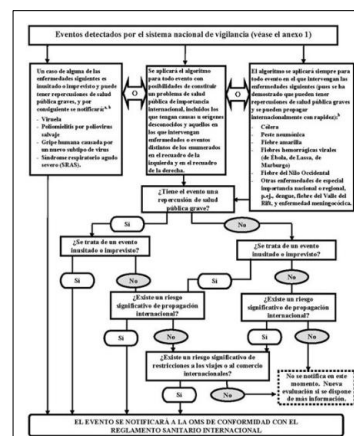 Eventos detectados por el sistema nacional de vigilancia (véase el anexo 1)
Un caso de alguna de las
enfermedades siguientes es
inusitado o imprevisto y puede
tener repercusiones de salud
pública graves, y por
consiguiente se notificará a, b
- Viruela
- Poliomielitis por poliovirus
salvaje
- Gripe humana causada por
un nuevo subtipo de virus
- Síndrome respiratorio agudo
severo (SRAS).
O
Se aplicará el algoritmo
para todo evento con
posibilidades de constituir
un problema de salud
pública de importancia
internacional, incluidos los
que tengan causas u orígenes
desconocidos y aquellos en
los que intervengan
enfermedades o eventos
distintos de los enumerados
en el recuadro de la
izquierda y en el recuadro
de la derecha.
O
El algoritmo se aplicará siempre para
todo evento en el que intervengan las
enfermedades siguientes (pues se ha
demostrado que pueden tener
repercusiones de salud pública graves
y se pueden propagar
internacionalmente con rapidez): b
- Cólera
- Peste neumónica
- Fiebre amarilla
- Fiebres hemorrágicas virales
(de Ébola, de Lassa, de
Marburgo)
- Fiebre del Nilo Occidental
- Otras enfermedades de especial
importancia nacional o regional,
p.ej., dengue, fiebre del Valle del
Rift, y enfermedad meningocócica.
¿Tiene el evento una
repercusión de salud
pública grave?
Sí
No
¿Se trata de un evento
inusitado o imprevisto?
¿Se trata de un evento
inusitado o imprevisto?
Sí
No
Sí
No
¿Existe un riesgo
significativo de propagación
internacional?
¿Existe un riesgo
significativo de propagación
internacional?
Sí
No
Sí
No
¿Existe un riesgo significativo de
restricciones a los viajes o al comercio
internacionales?
No se notifica en este
momento. Nueva
evaluación si se dispone
de más información.
Sí
No
EL EVENTO SE NOTIFICARÁ A LA OMS DE CONFORMIDAD CON EL
REGLAMENTO SANITARIO INTERNACIONAL